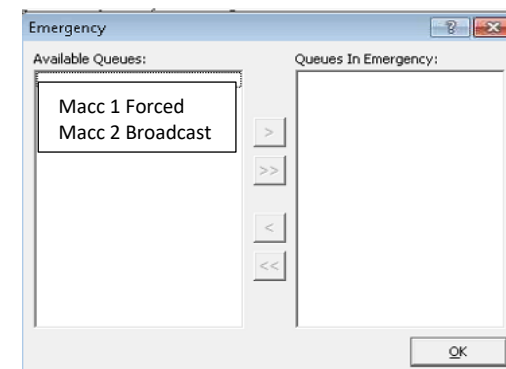 Emergency
Available Queues:
Queues In Emergency:
Macc 1 Forced
Macc 2 Broadcast
>
>>
<
<<
OK